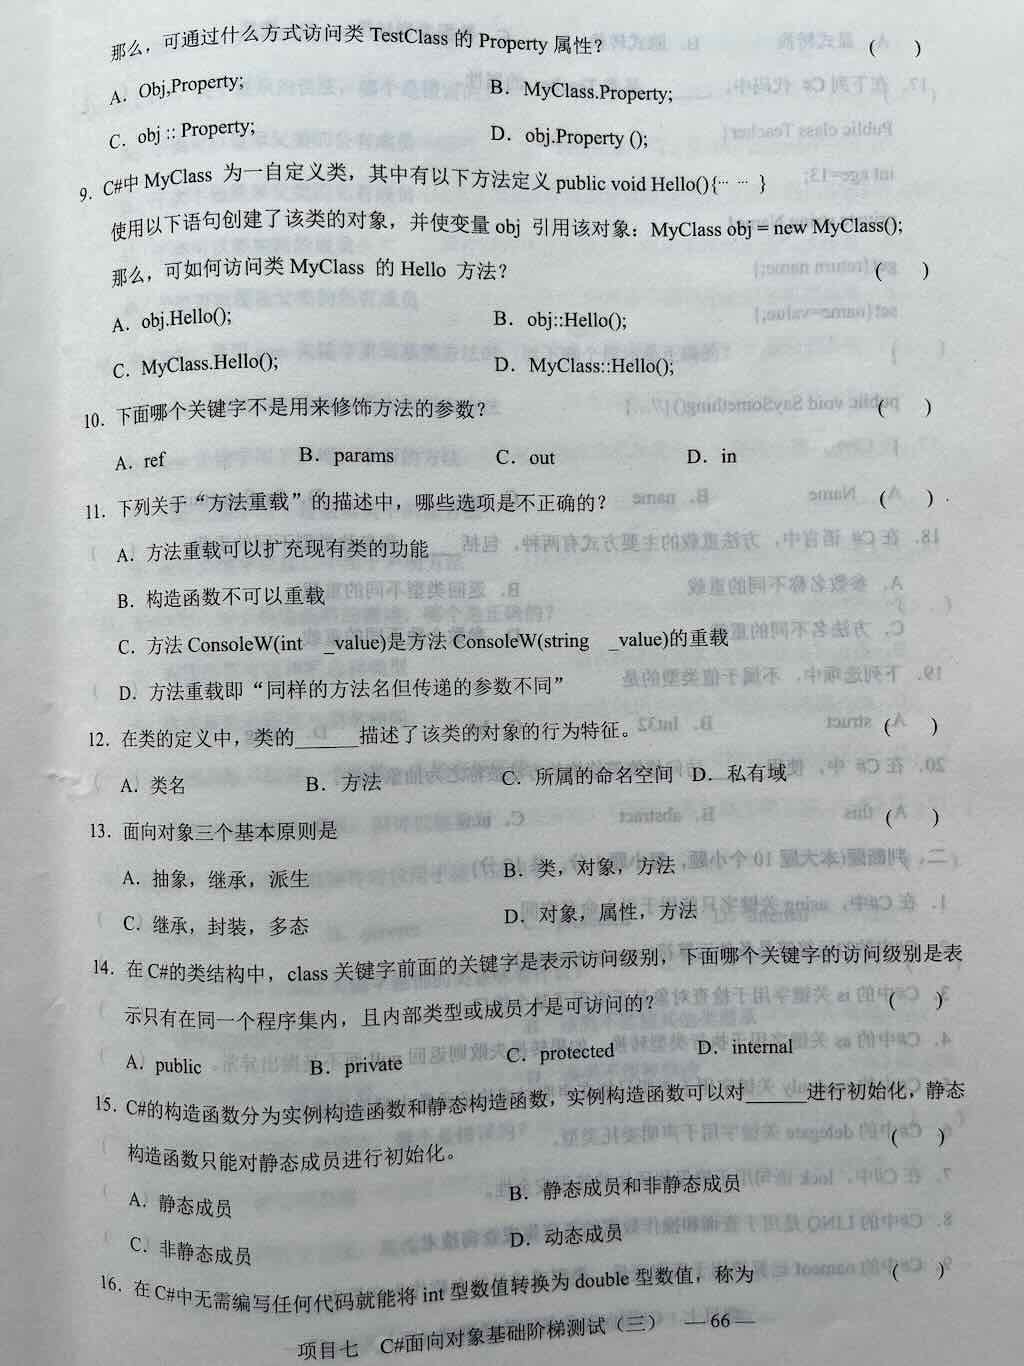 那么，可通过什么方式访问类 TestClass 的 Property 属性？ （ ）
A．Obj,Property; B．MyClass.Property;
C．obj :: Property; D．obj.Property ();
9．C#中 MyClass 为一自定义类，其中有以下方法定义 public void Hello(){… … }
使用以下语句创建了该类的对象，并使变量 obj 引用该对象：MyClass obj = new MyClass();
那么，可如何访问类 MyClass 的 Hello 方法？ （ ）
A．obj.Hello(); B．obj::Hello();
C．MyClass.Hello(); D．MyClass::Hello();
10．下面哪个关键字不是用来修饰方法的参数？ （ ）
A．ref B．params C．out D．in
11．下列关于“方法重载”的描述中，哪些选项是不正确的？ （ ）
A．方法重载可以扩充现有类的功能
B．构造函数不可以重载
C．方法 ConsoleW(int _value)是方法 ConsoleW(string _value)的重载
D．方法重载即“同样的方法名但传递的参数不同”
12．在类的定义中，类的______描述了该类的对象的行为特征。 （ ）
A．类名 B．方法 C．所属的命名空间 D．私有域
13．面向对象三个基本原则是 （ ）
A．抽象，继承，派生 B．类，对象，方法
C．继承，封装，多态 D．对象，属性，方法
14．在 C#的类结构中，class 关键字前面的关键字是表示访问级别，下面哪个关键字的访问级别是表
示只有在同一个程序集内，且内部类型或成员才是可访问的？ （ ）
A．public B．private C．protected D．internal
15．C#的构造函数分为实例构造函数和静态构造函数，实例构造函数可以对______进行初始化，静态
构造函数只能对静态成员进行初始化。 （ ）
A．静态成员 B．静态成员和非静态成员
C．非静态成员 D．动态成员
16．在 C#中无需编写任何代码就能将 int 型数值转换为 double 型数值，称为 （ ）
项目七 C#面向对象基础阶梯测试（三） —66—